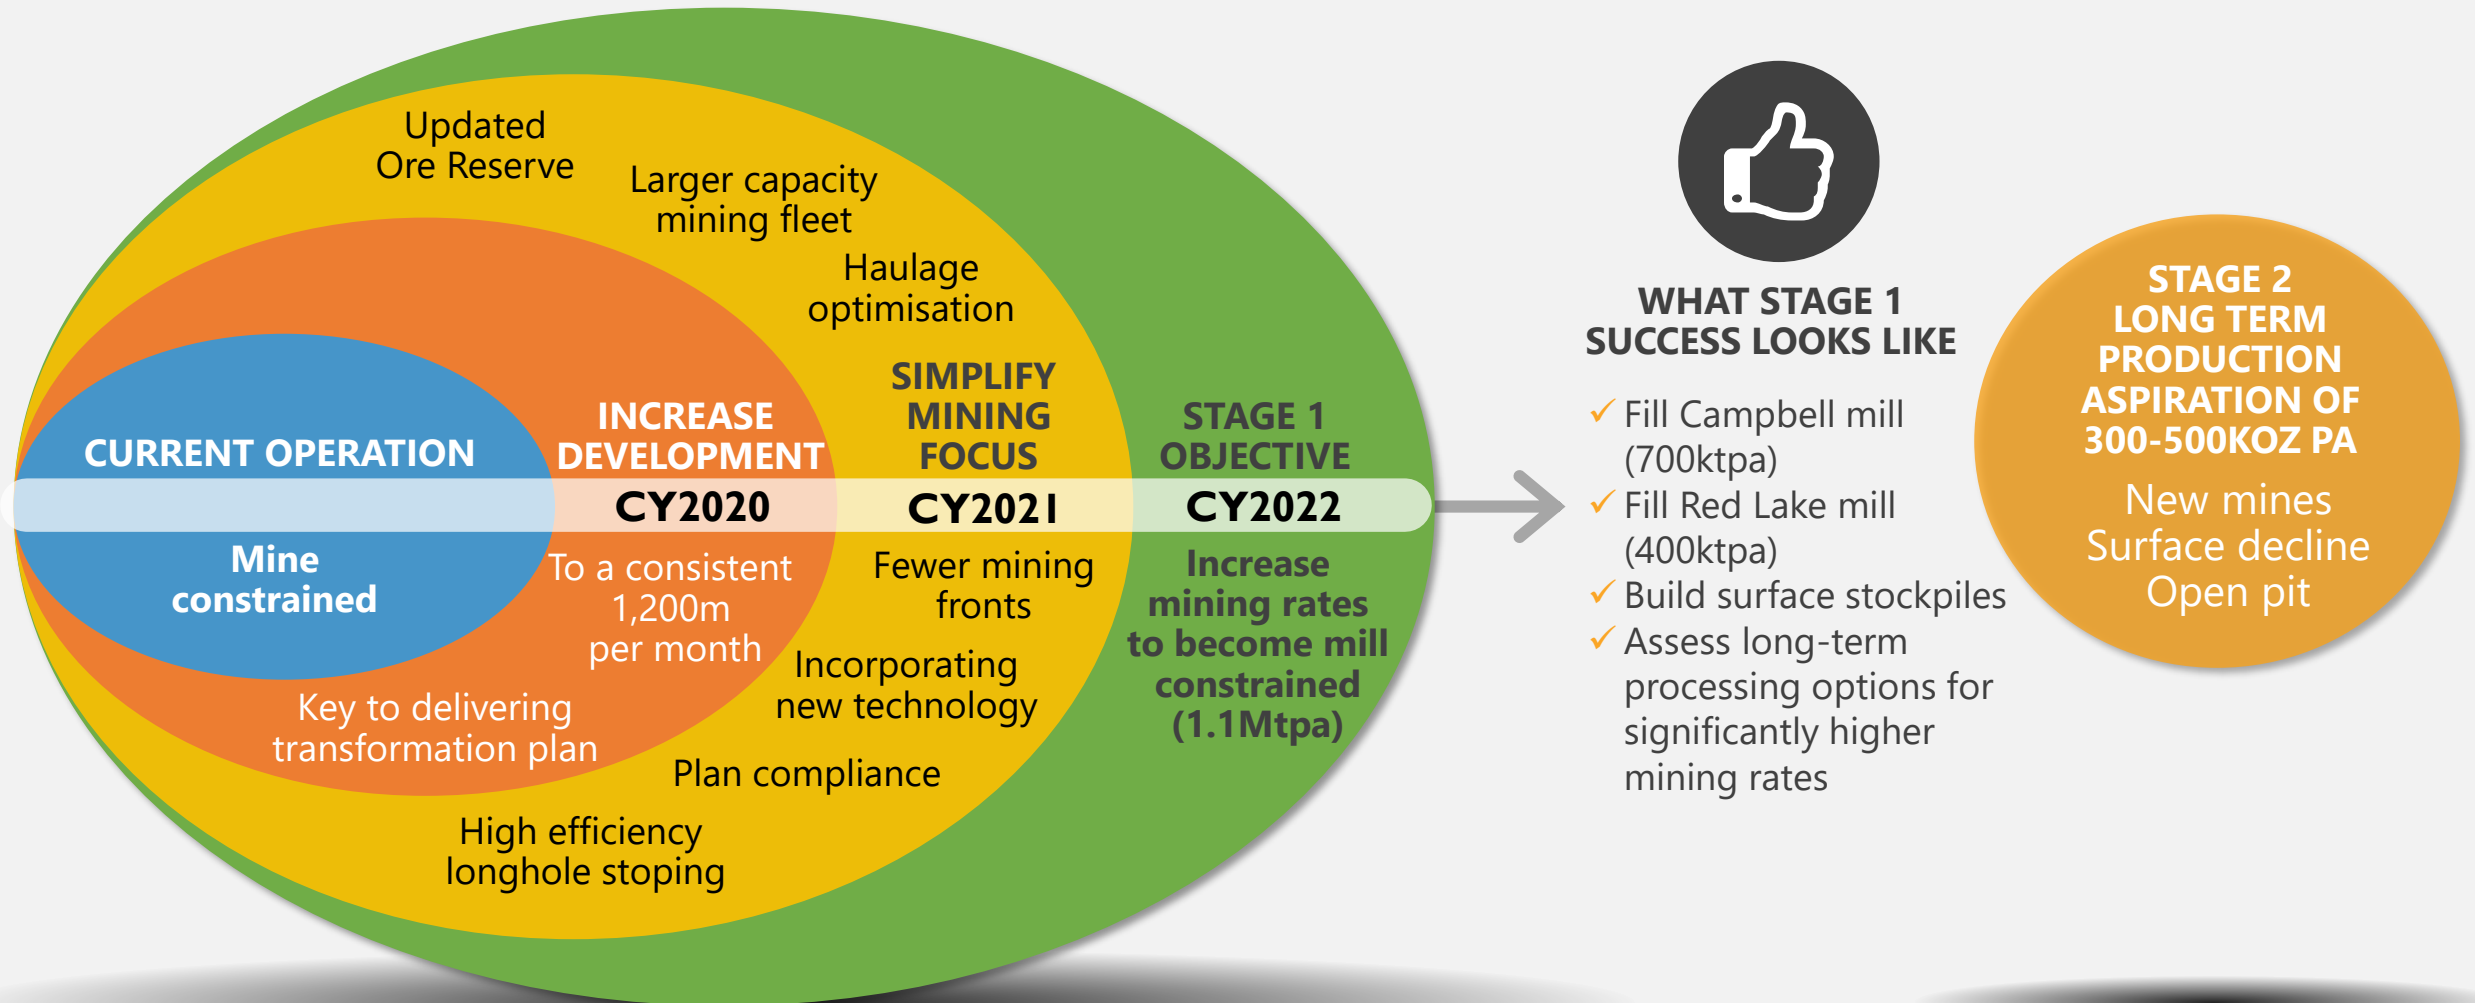 Updated
Ore Reserve
Larger capacity
mining fleet
Haulage
optimisation
CURRENT OPERATION
Mine
constrained
INCREASE
DEVELOPMENT
CY2020
To a consistent
1,200m
per month
Key to delivering
transformation plan
SIMPLIFY
MINING
FOCUS
CY2021
Fewer mining
fronts
Incorporating
new technology
Plan compliance
High efficiency
longhole stoping
STAGE 1
OBJECTIVE
CY2022
Increase
mining rates
to become mill
constrained
(1.1Mtpa)
WHAT STAGE 1
SUCCESS LOOKS LIKE
✓ Fill Campbell mill
(700ktpa)
✓ Fill Red Lake mill
(400ktpa)
✓ Build surface stockpiles
✓ Assess long-term
processing options for
significantly higher
mining rates
STAGE 2
LONG TERM
PRODUCTION
ASPIRATION OF
300-500KOZ PA
New mines
Surface decline
Open pit